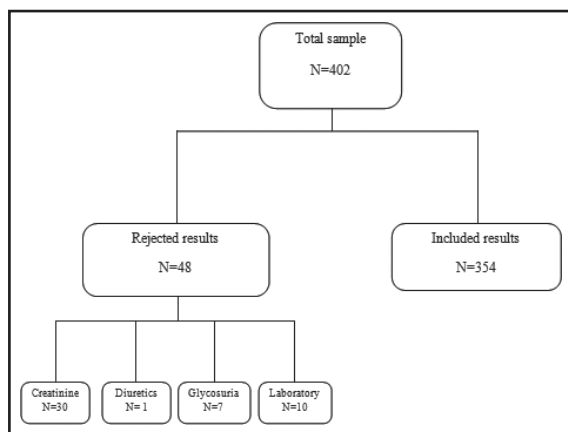 Total sample
N=402
Rejected results
N=48
Included results
N=354
Creatinine
N=30
Diuretics
N= 1
Glycosuria
N=7
Laboratory
N=10